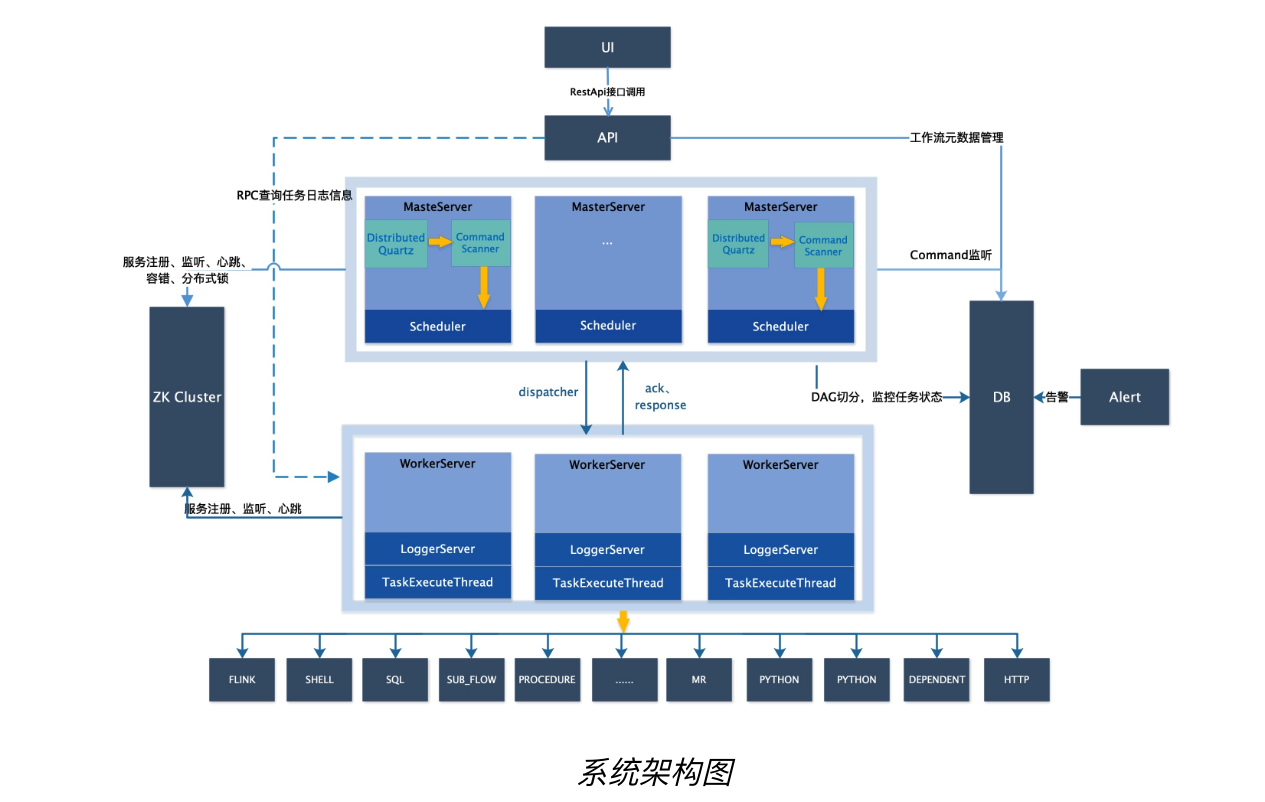 UI
RestApi接口调用
API
工作流元数据管理
RPC查询任务日志信息
MasteServer
MasterServer
MasterServer
Distributed
Quartz
Command
Scanner
...
Distributed
Quartz
Command
Scanner
Command监听
服务注册、监听、心跳、
容错、分布式锁
Scheduler
Scheduler
Scheduler
ZK Cluster
dispatcher
ack、
response
DAG切分，监控任务状态
DB
告警
Alert
WorkerServer
WorkerServer
WorkerServer
服务注册、监听、心跳
LoggerServer
LoggerServer
LoggerServer
TaskExecuteThread
TaskExecuteThread
TaskExecuteThread
FLINK
SHELL
SQL
SUB_FLOW
PROCEDURE
......
MR
PYTHON
PYTHON
DEPENDENT
HTTP
系统架构图